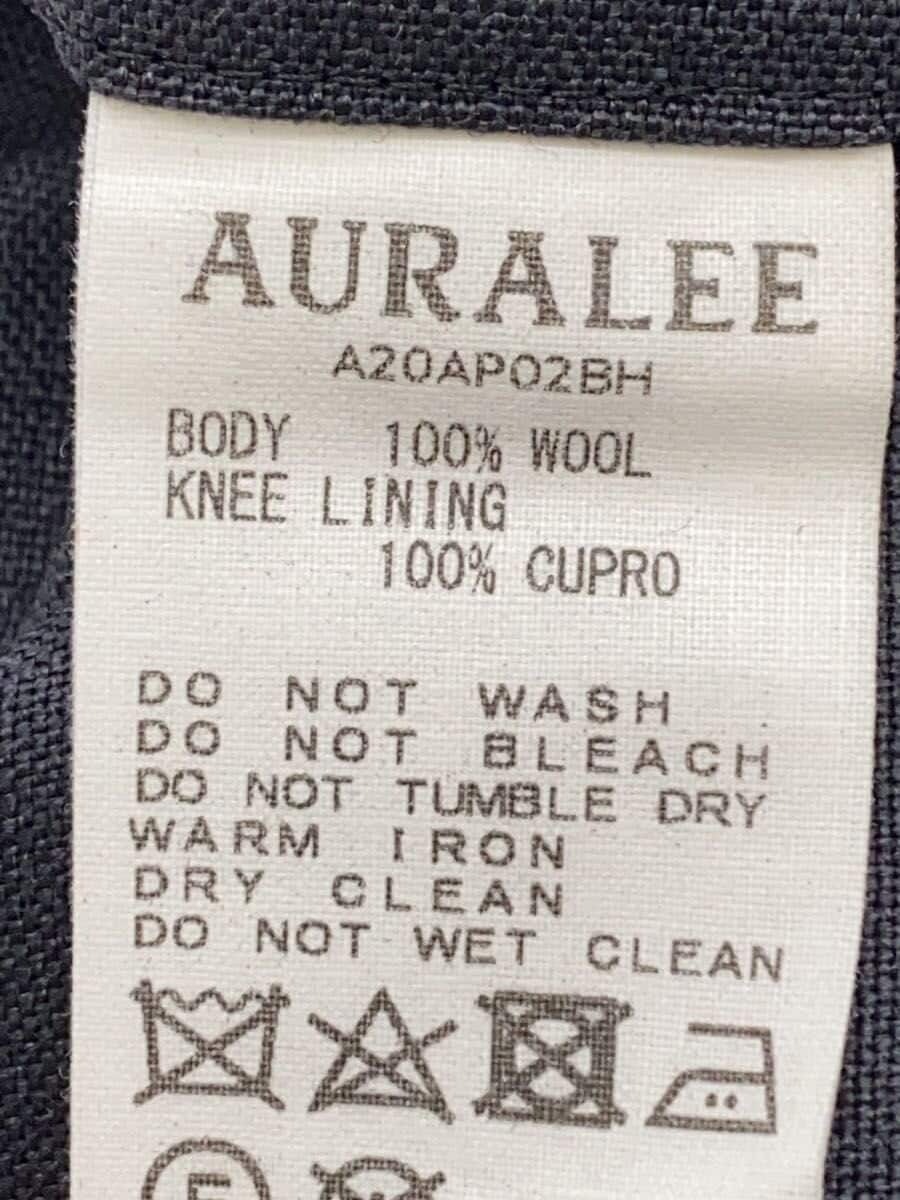 AURALEE
A20AP02BH
BODY 100% WOOL
KNEE LINING
100% CUPRO
DO NOT WASH
DO NOT BLEACH
DO NOT TUMBLE DRY
WARM IRON
DRY CLEAN
DO NOT WET CLEAN